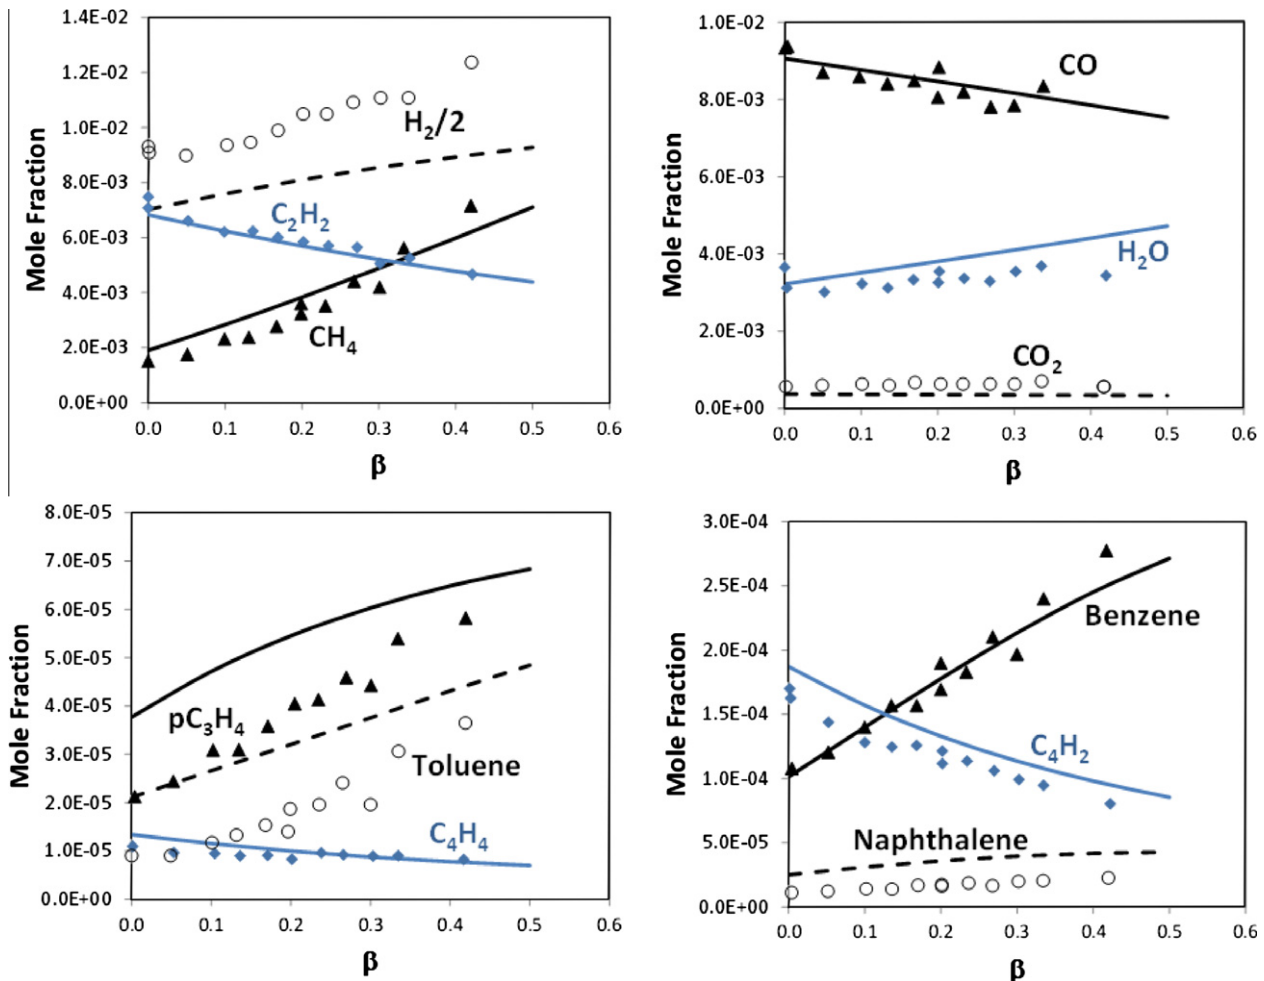 1.4E-02
1.2E-02
1.0E-02
8.0E-03
6.0E-03
4.0E-03
2.0E-03
0.0E+00
Mole Fraction
H₂/2
C₂H₂
CH₄
0.0 0.1 0.2 0.3 0.4 0.5 0.6
β
1.0E-02
8.0E-03
6.0E-03
4.0E-03
2.0E-03
0.0E+00
Mole Fraction
CO
H₂O
CO₂
0.0 0.1 0.2 0.3 0.4 0.5 0.6
β
8.0E-05
7.0E-05
6.0E-05
5.0E-05
4.0E-05
3.0E-05
2.0E-05
1.0E-05
0.0E+00
Mole Fraction
pC₃H₄
Toluene
C₄H₄
0.0 0.1 0.2 0.3 0.4 0.5 0.6
β
3.0E-04
2.5E-04
2.0E-04
1.5E-04
1.0E-04
5.0E-05
0.0E+00
Mole Fraction
Benzene
C₄H₂
Naphthalene
0.0 0.1 0.2 0.3 0.4 0.5 0.6
β